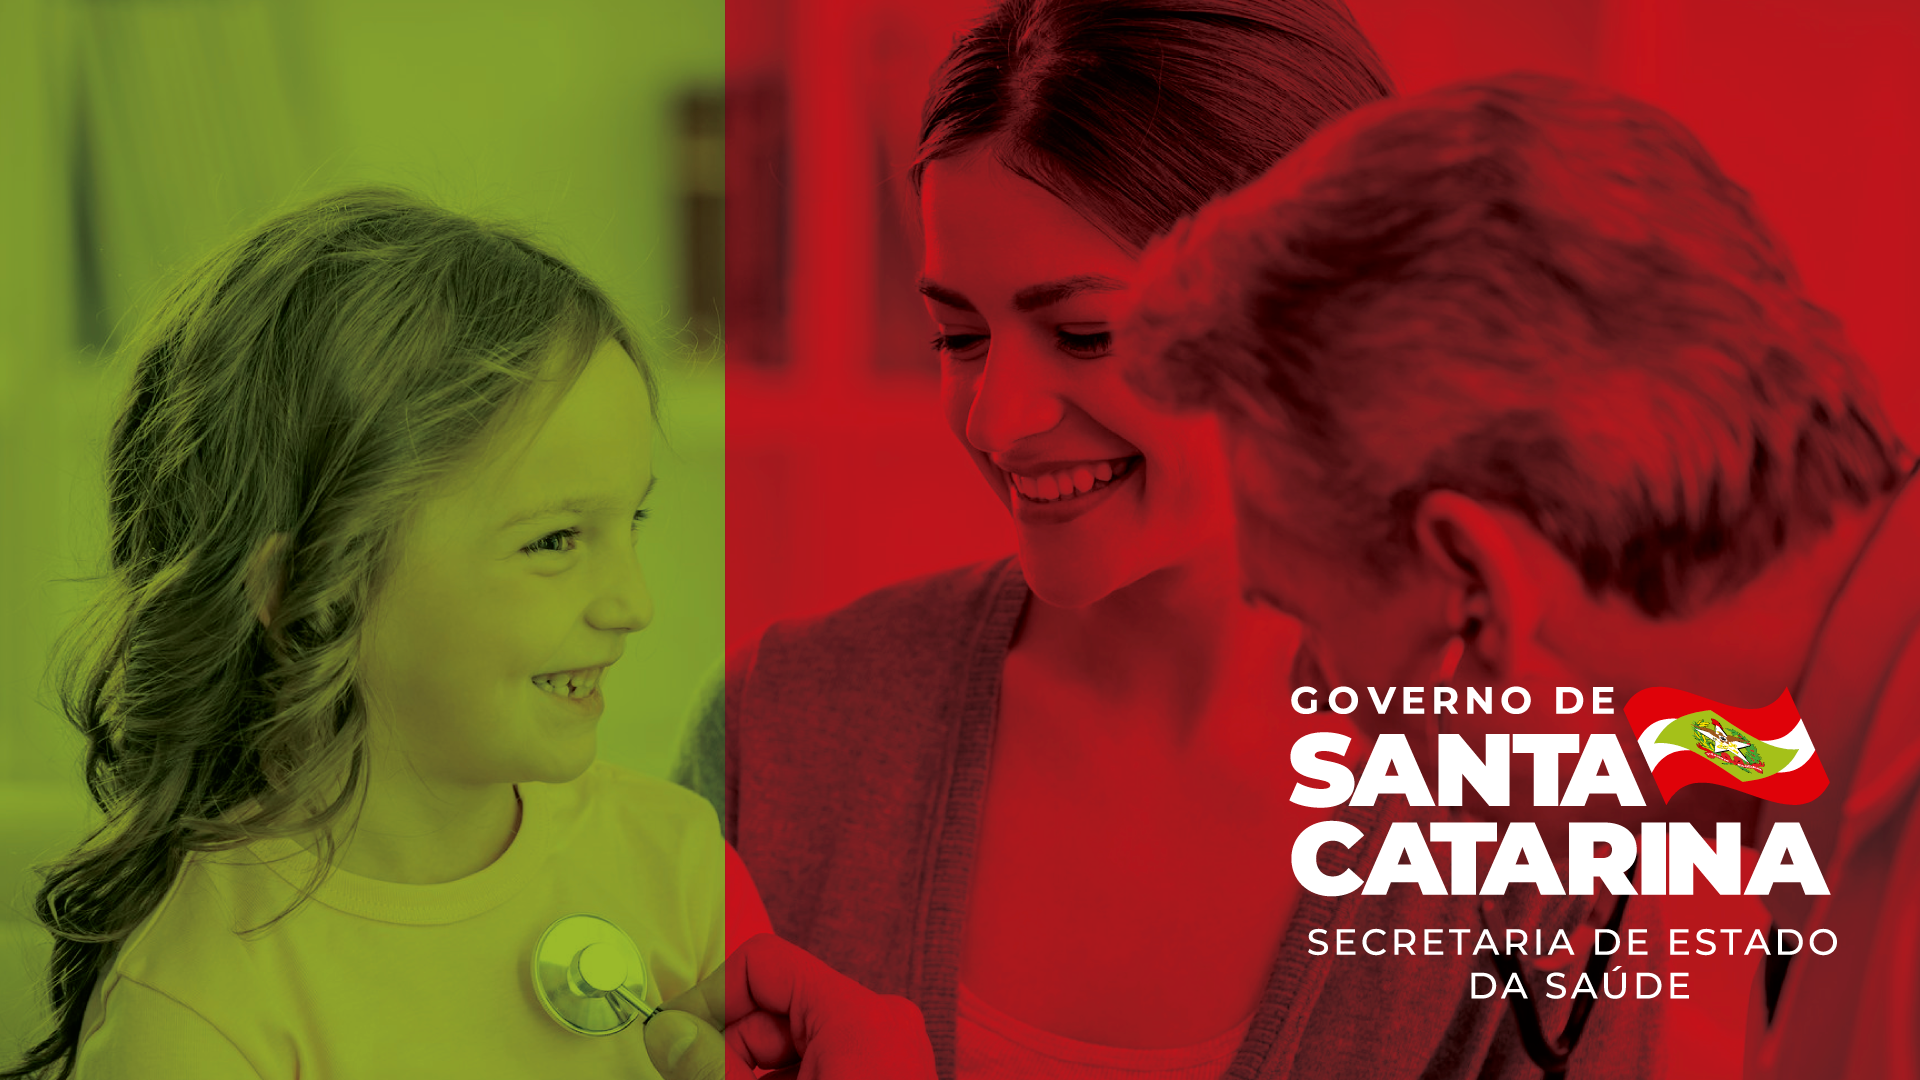 GOVERNO DE
SANTA
CATARINA
SECRETARIA DE ESTADO
DA SAÚDE